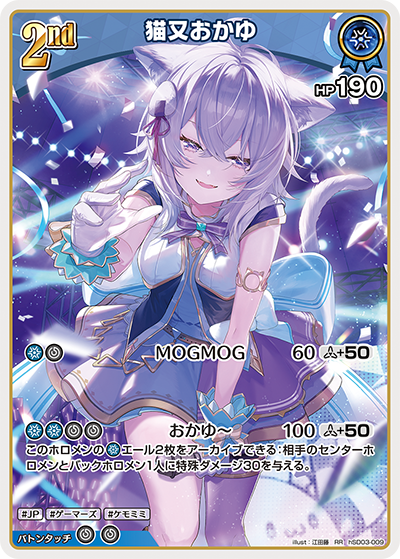 2nd
猫又おかゆ
HP190
MOGMOG 60 +50
おかゆ〜 100 +50
このホロメンのエール2枚をアーカイブできる:相手のセンターホ
ロメンとバックホロメン1人に特殊ダメージ30を与える。
#JP #ゲーマーズ #ケモミミ
バトンタッチ
illust:江田藤 RR hSD03-009